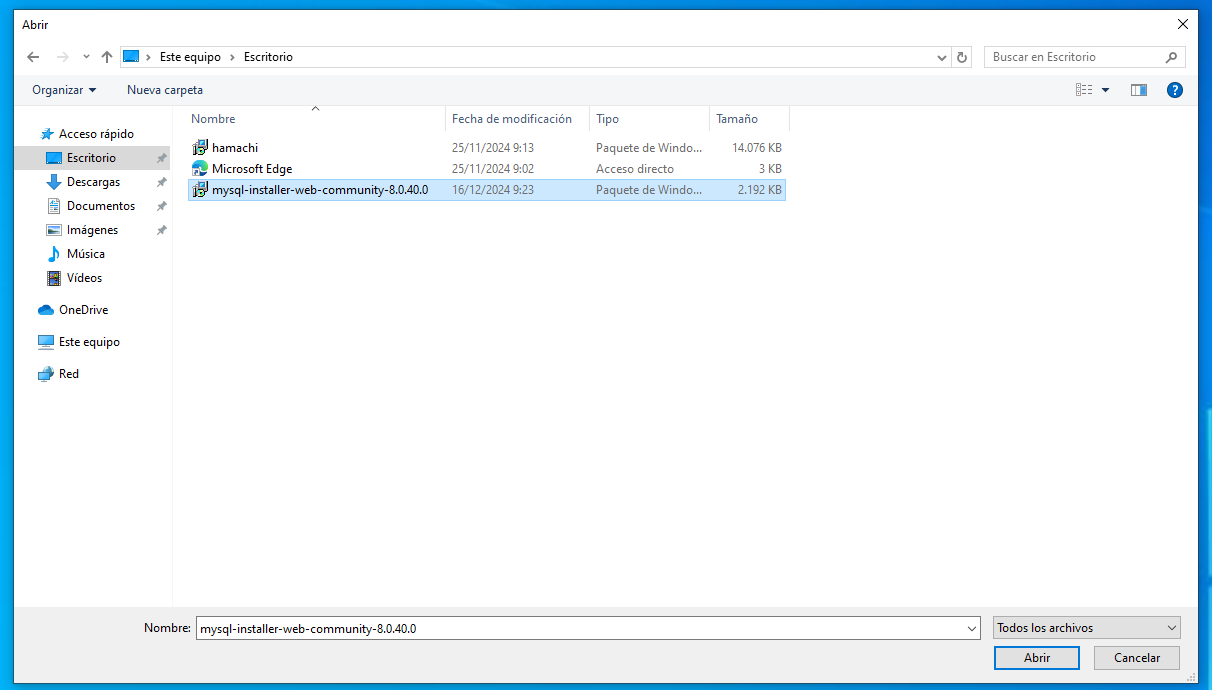 Abrir
Este equipo > Escritorio
Buscar en Escritorio
Organizar
Nueva carpeta
?
Nombre Fecha de modificación Tipo Tamaño
Acceso rápido
Escritorio
Descargas
Documentos
Imágenes
Música
Vídeos
OneDrive
Este equipo
Red
hamachi 25/11/2024 9:13 Paquete de Windo... 14.076 KB
Microsoft Edge 25/11/2024 9:02 Acceso directo 3 KB
mysql-installer-web-community-8.0.40.0 16/12/2024 9:23 Paquete de Windo... 2.192 KB
Nombre: mysql-installer-web-community-8.0.40.0
Todos los archivos
Abrir
Cancelar